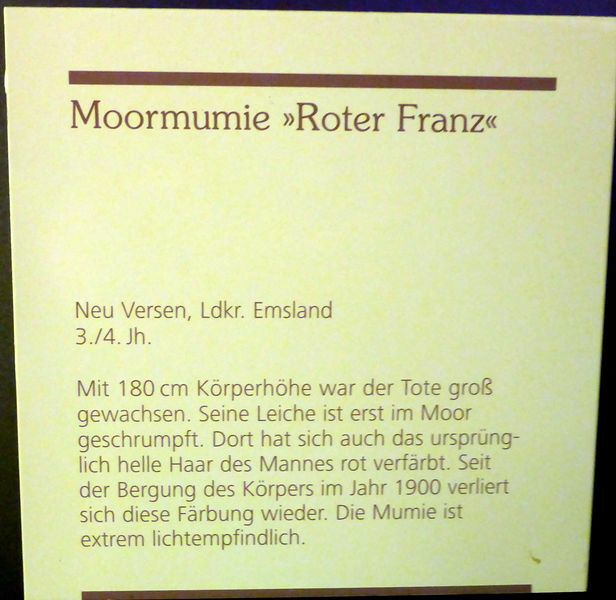 Moormumie »Roter Franz«
Neu Versen, Ldkr. Emsland
3./4. Jh.
Mit 180 cm Körperhöhe war der Tote groß
gewachsen. Seine Leiche ist erst im Moor
geschrumpft. Dort hat sich auch das ursprüng-
lich helle Haar des Mannes rot verfärbt. Seit
der Bergung des Körpers im Jahr 1900 verliert
sich diese Färbung wieder. Die Mumie ist
extrem lichtempfindlich.